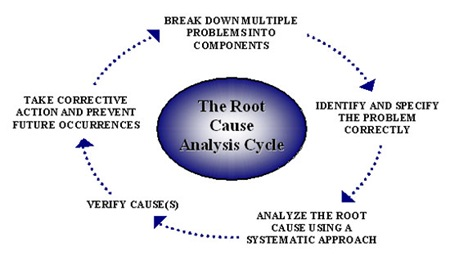 BREAK DOWN MULTIPLE
PROBLEMS INTO
COMPONENTS
IDENTIFY AND SPECIFY
THE PROBLEM
CORRECTLY
ANALYZE THE ROOT
CAUSE USING A
SYSTEMATIC APPROACH
VERIFY CAUSE(S)
TAKE CORRECTIVE
ACTION AND PREVENT
FUTURE OCCURRENCES
The Root
Cause
Analysis Cycle